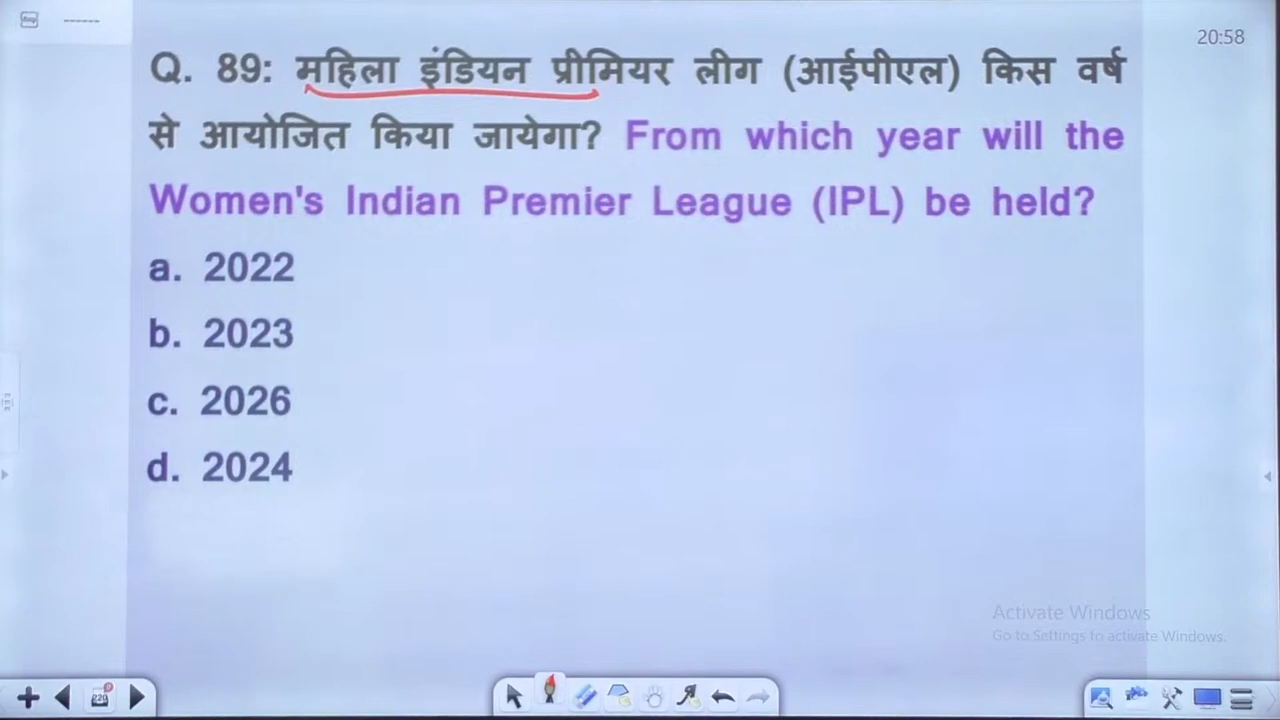 20:58
Q. 89: महिला इंडियन प्रीमियर लीग (आईपीएल) किस वर्ष
से आयोजित किया जायेगा? From which year will the
Women's Indian Premier League (IPL) be held?
a. 2022
b. 2023
c. 2026
d. 2024
Activate Windows
Go to Settings to activate Windows.
220